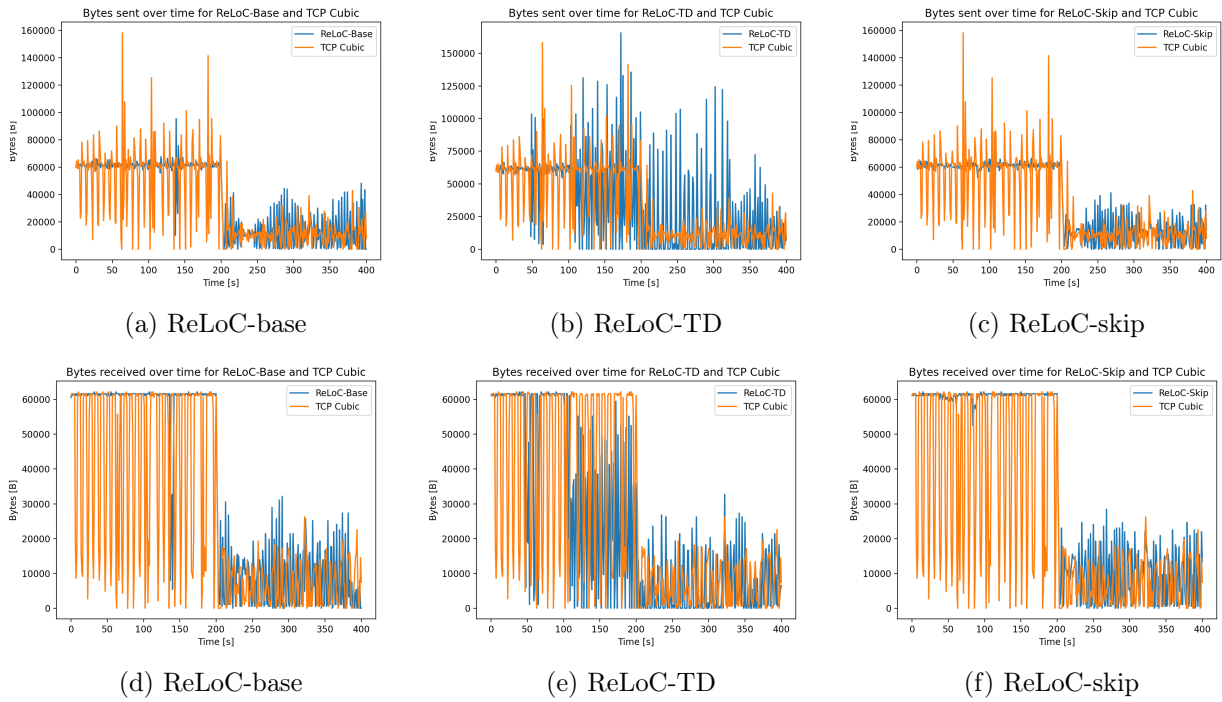 Bytes sent over time for ReLoC-Base and TCP Cubic
160000
140000
120000
100000
80000
60000
40000
20000
0
Bytes [B]
ReLoC-Base
TCP Cubic
0 50 100 150 200 250 300 350 400
Time [s]
(a) ReLoC-base
Bytes sent over time for ReLoC-TD and TCP Cubic
150000
125000
100000
75000
50000
25000
0
Bytes [B]
ReLoC-TD
TCP Cubic
0 50 100 150 200 250 300 350 400
Time [s]
(b) ReLoC-TD
Bytes sent over time for ReLoC-Skip and TCP Cubic
160000
140000
120000
100000
80000
60000
40000
20000
0
Bytes [B]
ReLoC-Skip
TCP Cubic
0 50 100 150 200 250 300 350 400
Time [s]
(c) ReLoC-skip
Bytes received over time for ReLoC-Base and TCP Cubic
60000
50000
40000
30000
20000
10000
0
Bytes [B]
ReLoC-Base
TCP Cubic
0 50 100 150 200 250 300 350 400
Time [s]
(d) ReLoC-base
Bytes received over time for ReLoC-TD and TCP Cubic
60000
50000
40000
30000
20000
10000
0
Bytes [B]
ReLoC-TD
TCP Cubic
0 50 100 150 200 250 300 350 400
Time [s]
(e) ReLoC-TD
Bytes received over time for ReLoC-Skip and TCP Cubic
60000
50000
40000
30000
20000
10000
0
Bytes [B]
ReLoC-Skip
TCP Cubic
0 50 100 150 200 250 300 350 400
Time [s]
(f) ReLoC-skip